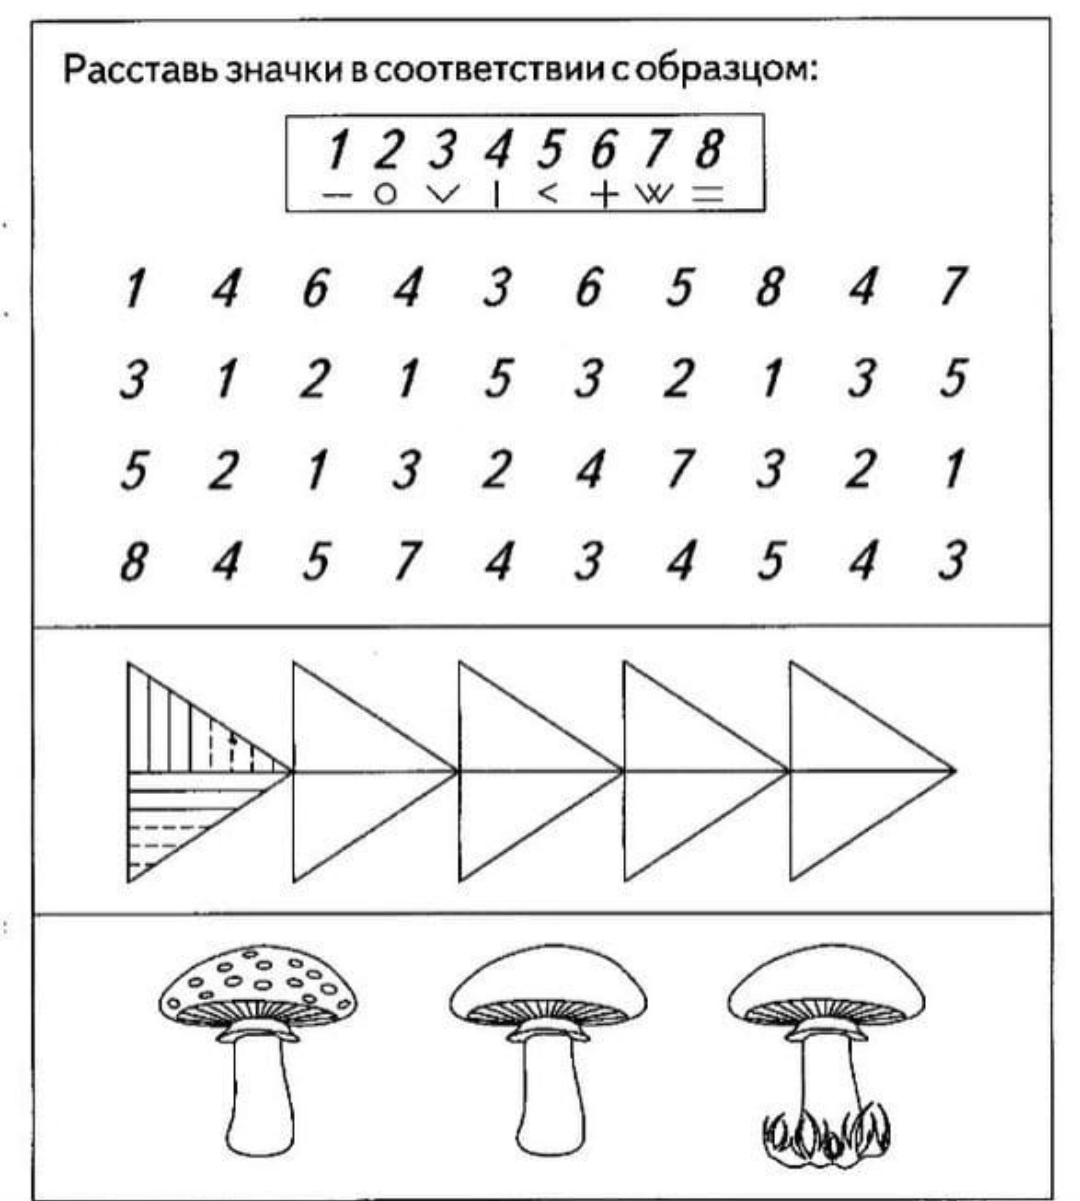 Расставь значки в соответствии с образцом:
1 2 3 4 5 6 7 8
— ○ ∨ | < + W =
1 4 6 4 3 6 5 8 4 7
3 1 2 1 5 3 2 1 3 5
5 2 1 3 2 4 7 3 2 1
8 4 5 7 4 3 4 5 4 3